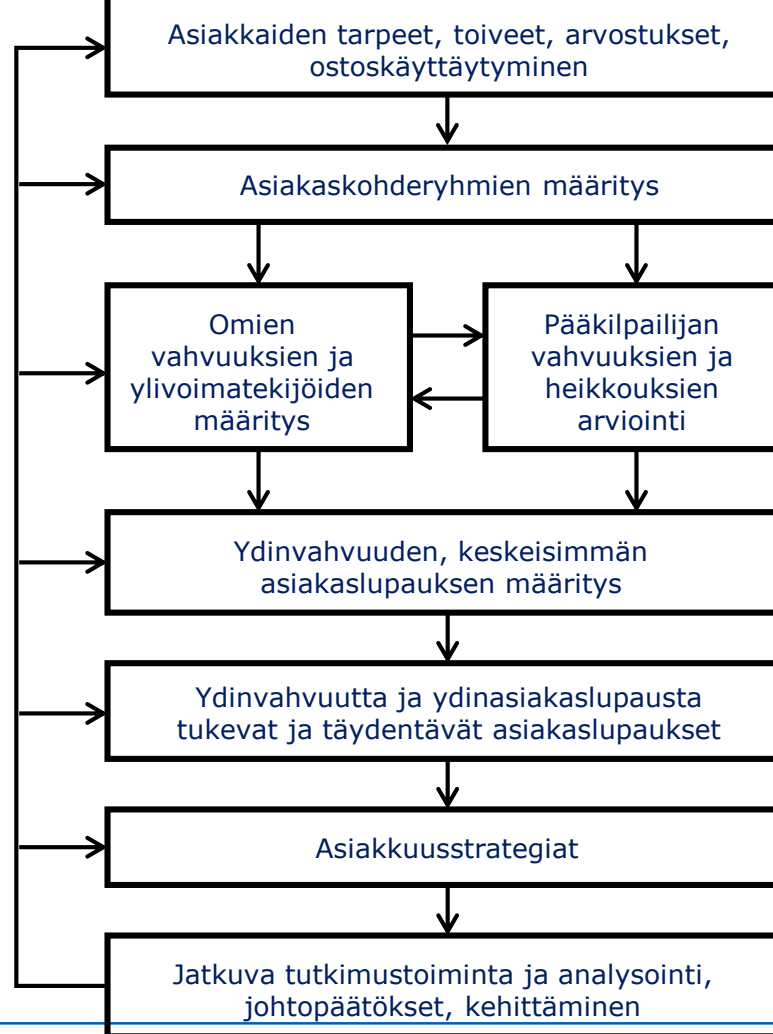 Asiakkaiden tarpeet, toiveet, arvostukset,
ostoskäyttäytyminen
Asiakaskohderyhmien määritys
Omien
vahvuuksien ja
ylivoimatekijöiden
määritys
Pääkilpailijan
vahvuuksien ja
heikkouksien
arviointi
Ydinvahvuuden, keskeisimmän
asiakaslupauksen määritys
Ydinvahvuutta ja ydinasiakaslupausta
tukevat ja täydentävät asiakaslupaukset
Asiakkuusstrategiat
Jatkuva tutkimustoiminta ja analysointi,
johtopäätökset, kehittäminen